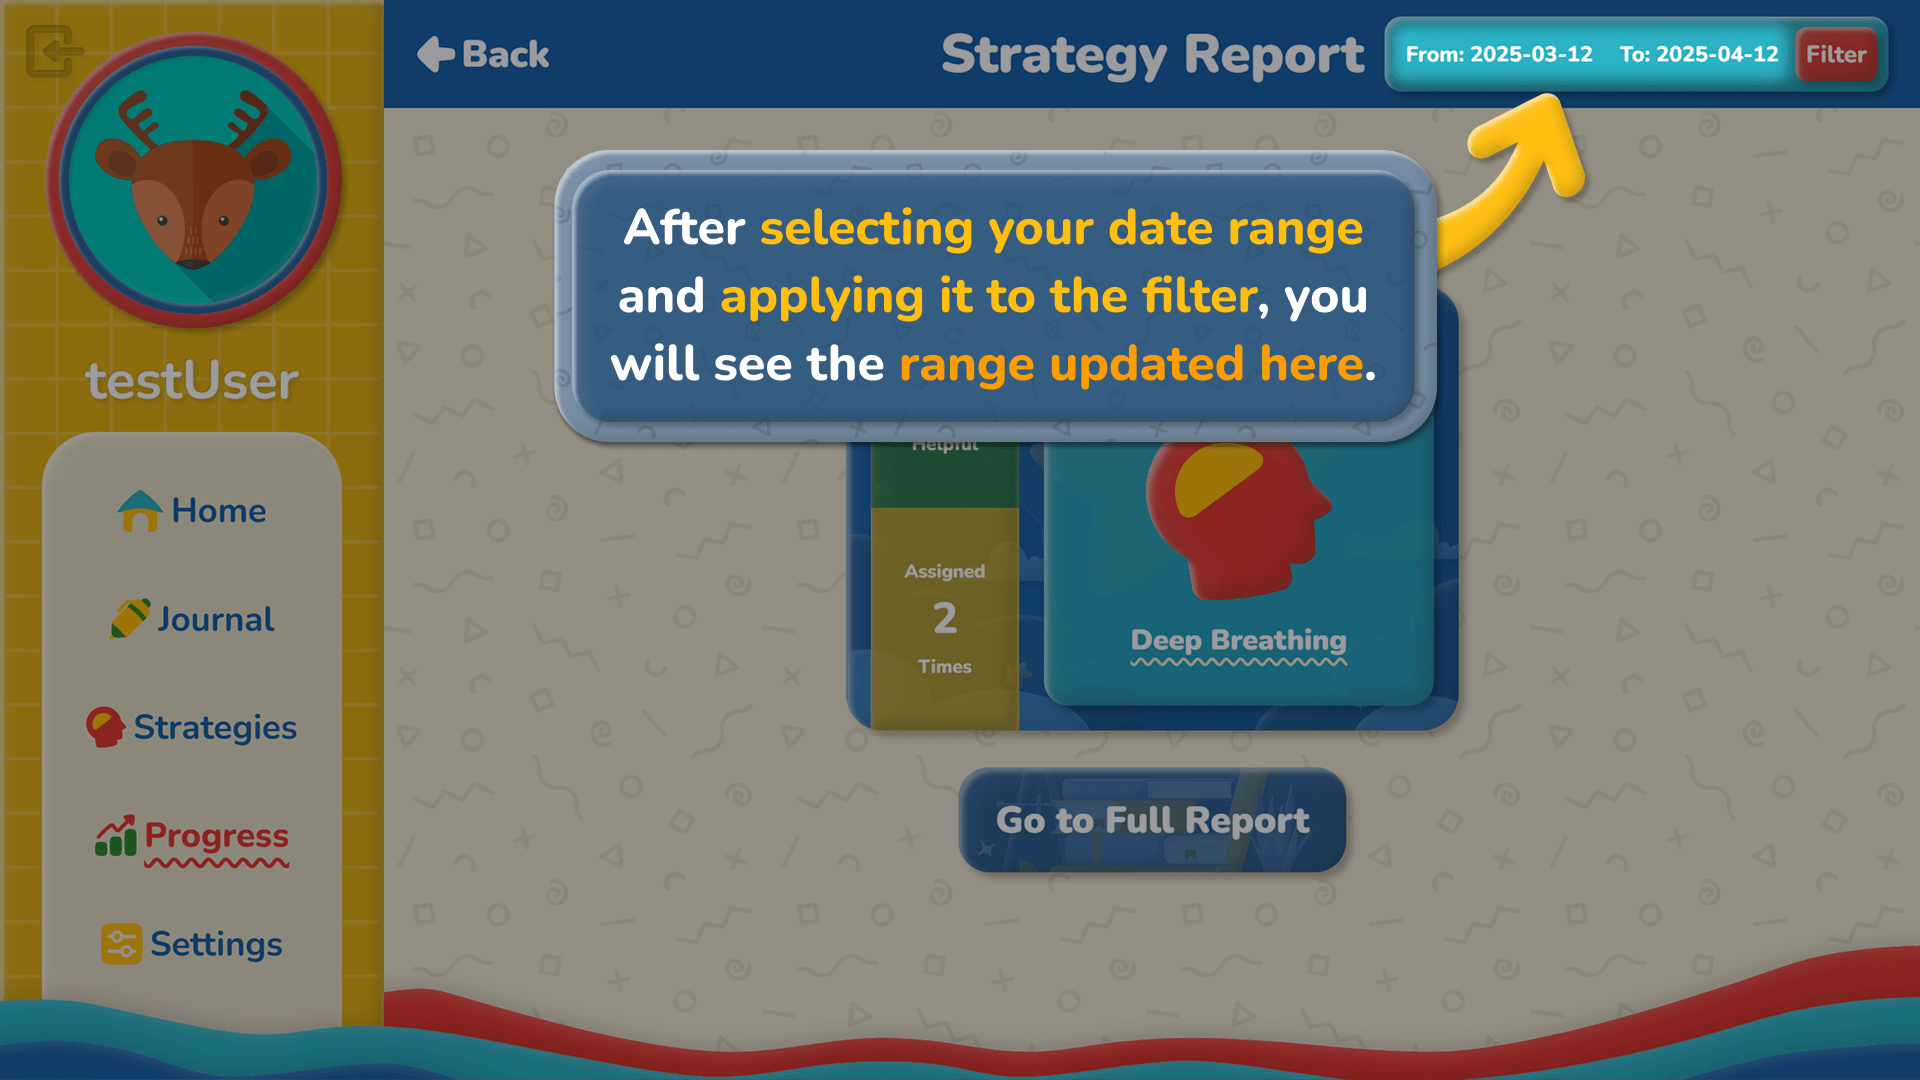 Back
Strategy Report
From: 2025-03-12 To: 2025-04-12
Filter
After selecting your date range
and applying it to the filter, you
will see the range updated here.
testUser
Home
Journal
Strategies
Progress
Settings
Helpful
Assigned
2
Times
Deep Breathing
Go to Full Report